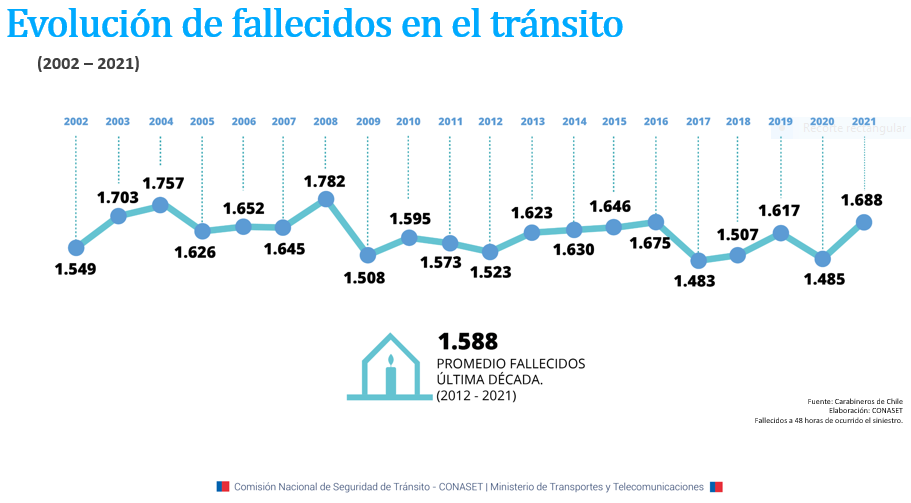 Evolución de fallecidos en el tránsito
(2002 – 2021)
2002 2003 2004 2005 2006 2007 2008 2009 2010 2011 2012 2013 2014 2015 2016 2017 2018 2019 2020 2021
Recorte rectangular
1.549 1.703 1.757 1.626 1.652 1.645 1.782 1.508 1.595 1.573 1.523 1.623 1.630 1.646 1.675 1.483 1.507 1.617 1.485 1.688
1.588
PROMEDIO FALLECIDOS
ÚLTIMA DÉCADA.
(2012 - 2021)
Fuente: Carabineros de Chile
Elaboración: CONASET
Fallecidos a 48 horas de ocurrido el siniestro.
Comisión Nacional de Seguridad de Tránsito - CONASET | Ministerio de Transportes y Telecomunicaciones